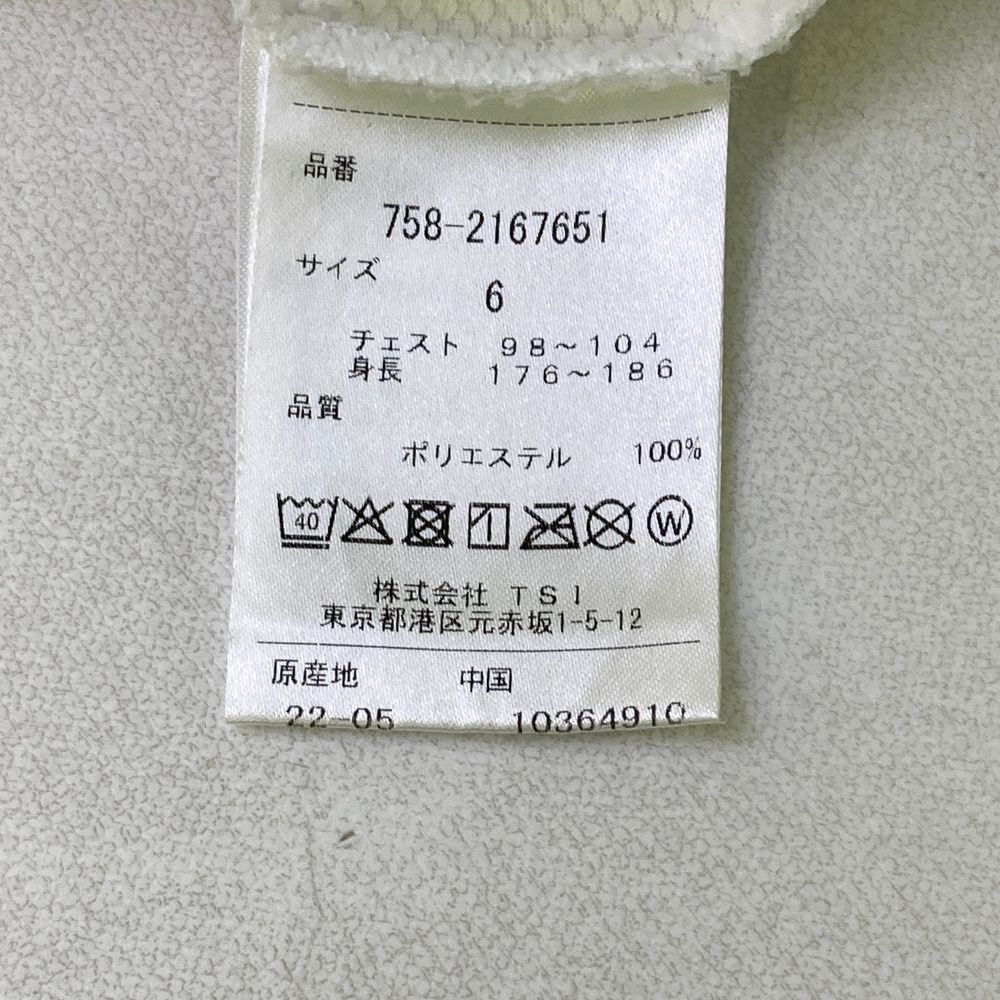 品番
758-2167651
サイズ
6
チェスト 98~104
身長 176~186
品質
ポリエステル 100%
40
W
株式会社 TSI
東京都港区元赤坂1-5-12
原産地 中国
22-05 10364910